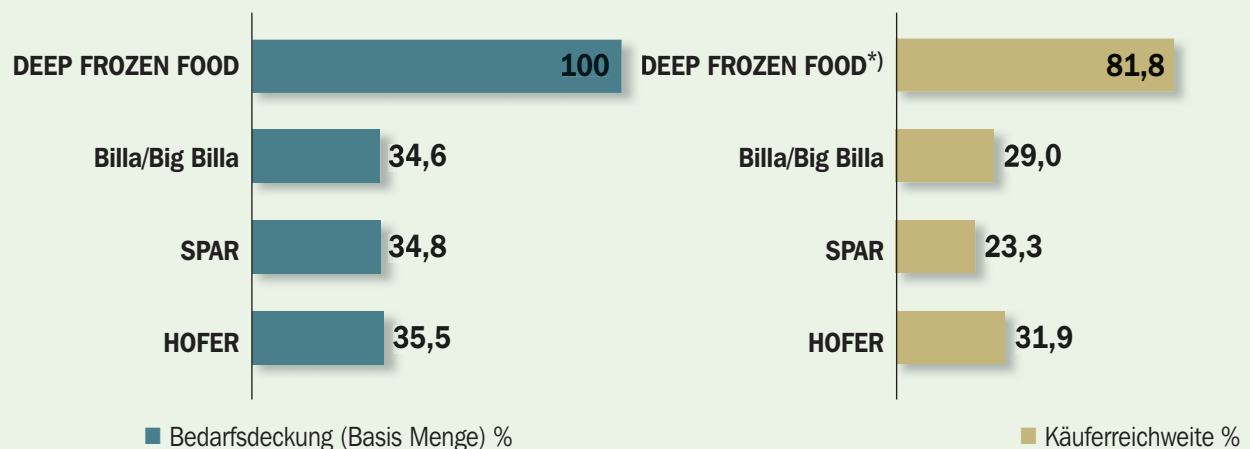 DEEP FROZEN FOOD 100
Billa/Big Billa 34,6
SPAR 34,8
HOFER 35,5
■ Bedarfsdeckung (Basis Menge) %
DEEP FROZEN FOOD*) 81,8
Billa/Big Billa 29,0
SPAR 23,3
HOFER 31,9
■ Käuferreichweite %